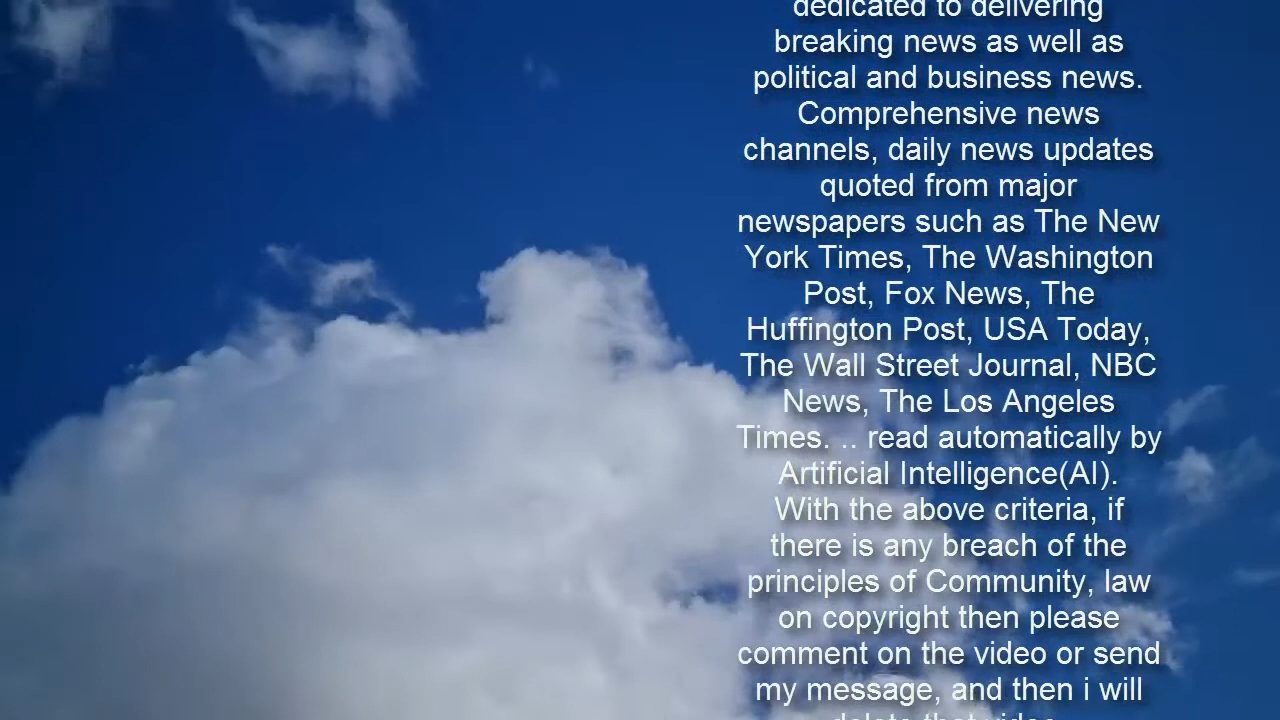 dedicated to delivering
breaking news as well as
political and business news.
Comprehensive news
channels, daily news updates
quoted from major
newspapers such as The New
York Times, The Washington
Post, Fox News, The
Huffington Post, USA Today,
The Wall Street Journal, NBC
News, The Los Angeles
Times. .. read automatically by
Artificial Intelligence(AI).
With the above criteria, if
there is any breach of the
principles of Community, law
on copyright then please
comment on the video or send
my message, and then i will
delete that video